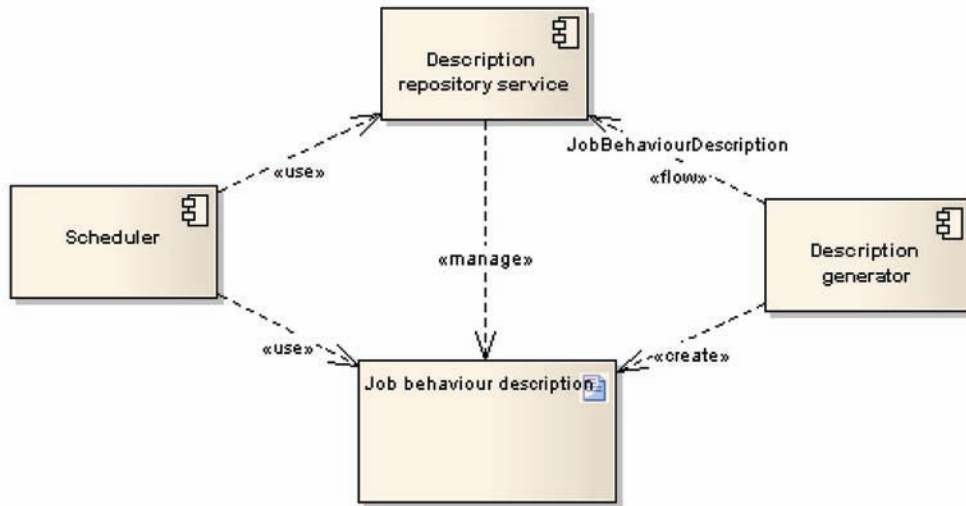 Description
repository service
JobBehaviourDescription
«use»
«flow»
Scheduler
Description
generator
«manage»
«use»
«create»
Job behaviour description